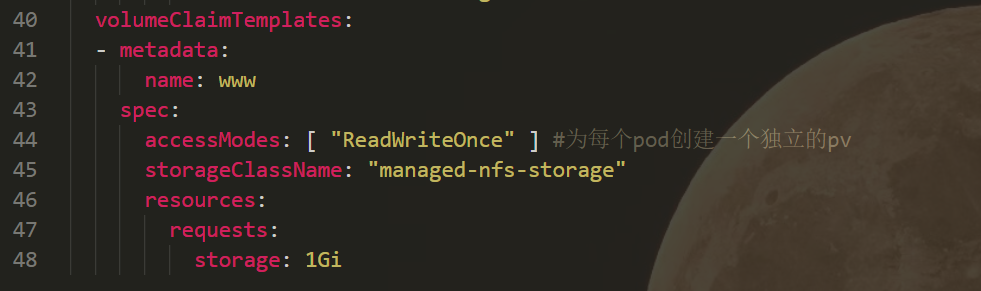 40 volumeClaimTemplates:
41 - metadata:
42 name: www
43 spec:
44 accessModes: [ "ReadWriteOnce" ] #为每个pod创建一个独立的pv
45 storageClassName: "managed-nfs-storage"
46 resources:
47 requests:
48 storage: 1Gi